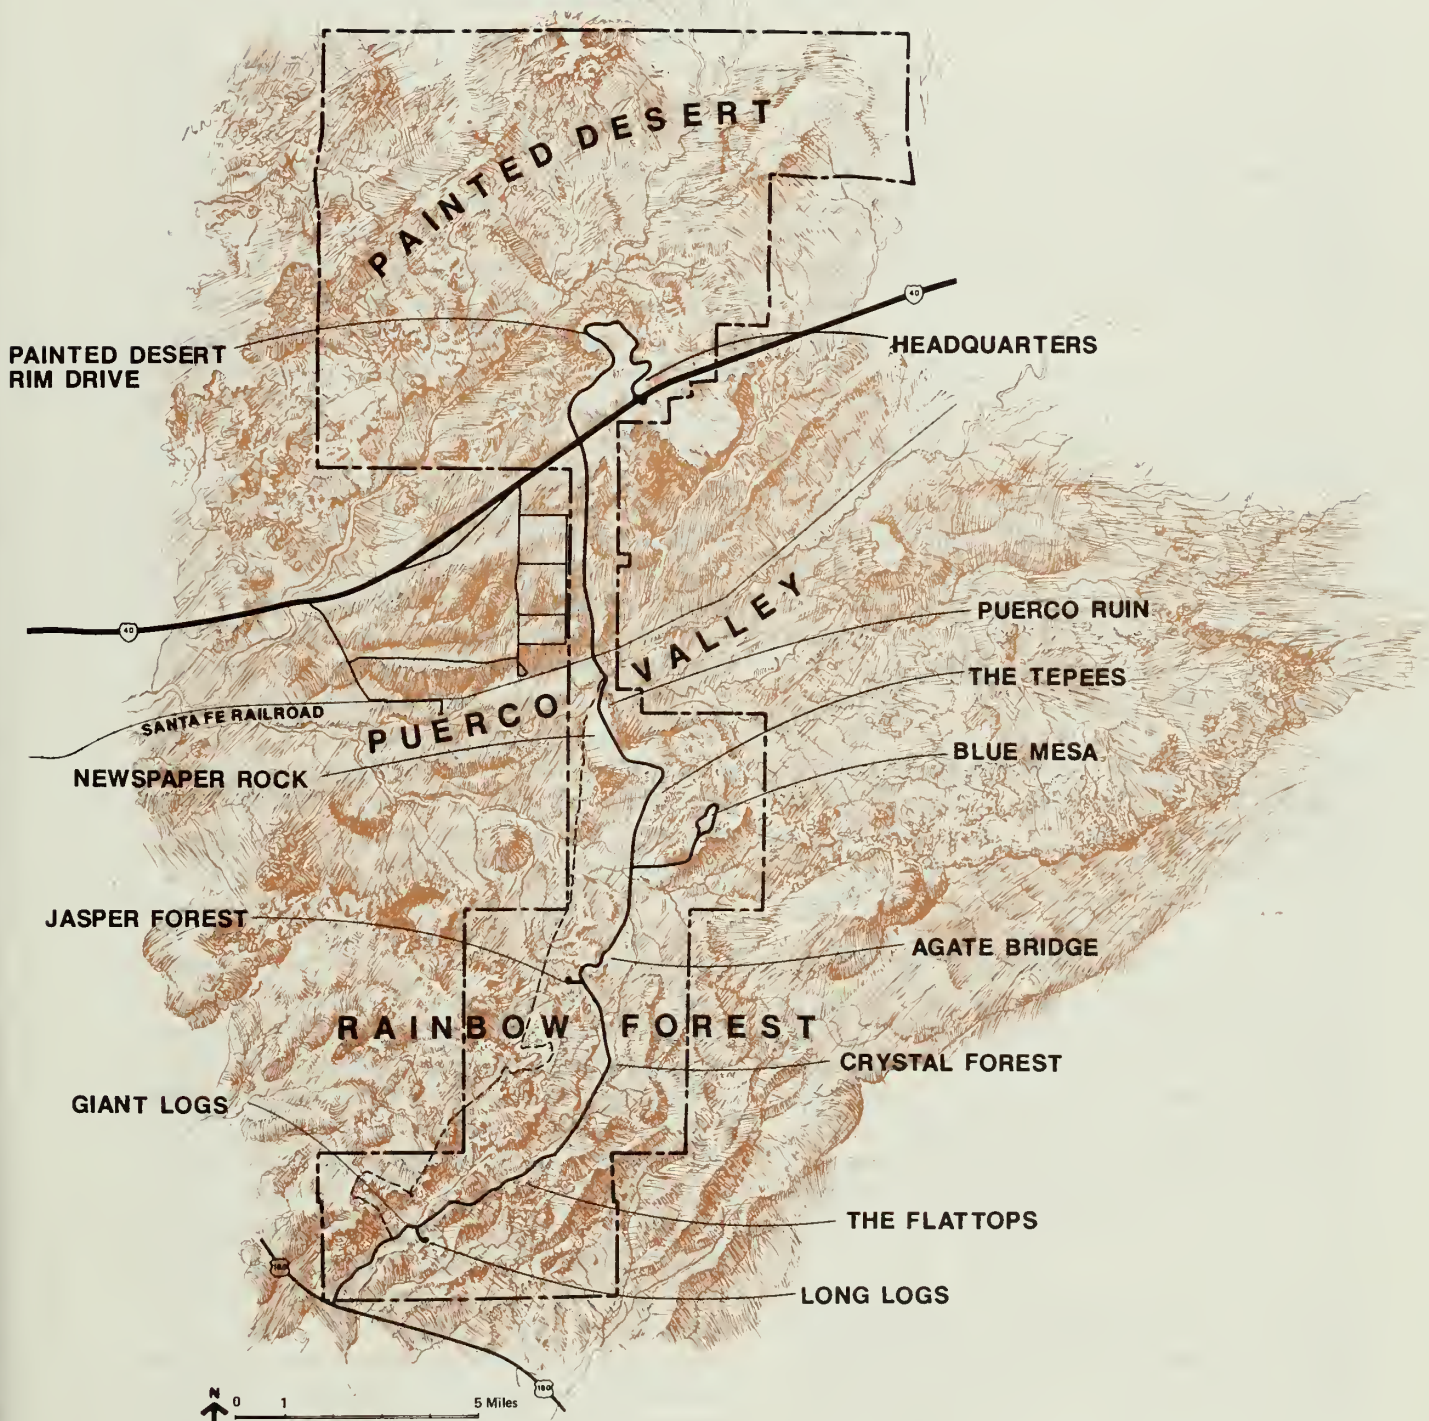 PAINTED DESERT
40
PAINTED DESERT
RIM DRIVE
HEADQUARTERS
40
PUERCO VALLEY
PUERCO RUIN
THE TEPEES
SANTA FE RAILROAD
NEWSPAPER ROCK
BLUE MESA
JASPER FOREST
AGATE BRIDGE
RAINBOW FOREST
CRYSTAL FOREST
GIANT LOGS
THE FLATTOPS
180
LONG LOGS
180
N
0 1 5 Miles